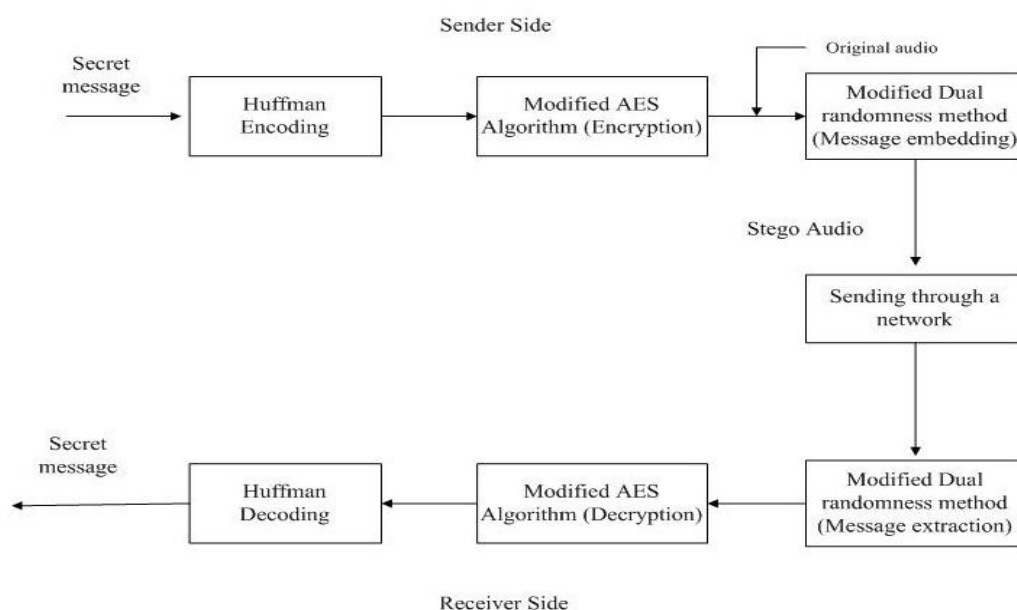 Sender Side
Secret
message
Huffman
Encoding
Modified AES
Algorithm (Encryption)
Original audio
Modified Dual
randomness method
(Message embedding)
Stego Audio
Sending through a
network
Modified Dual
randomness method
(Message extraction)
Modified AES
Algorithm (Decryption)
Huffman
Decoding
Secret
message
Receiver Side